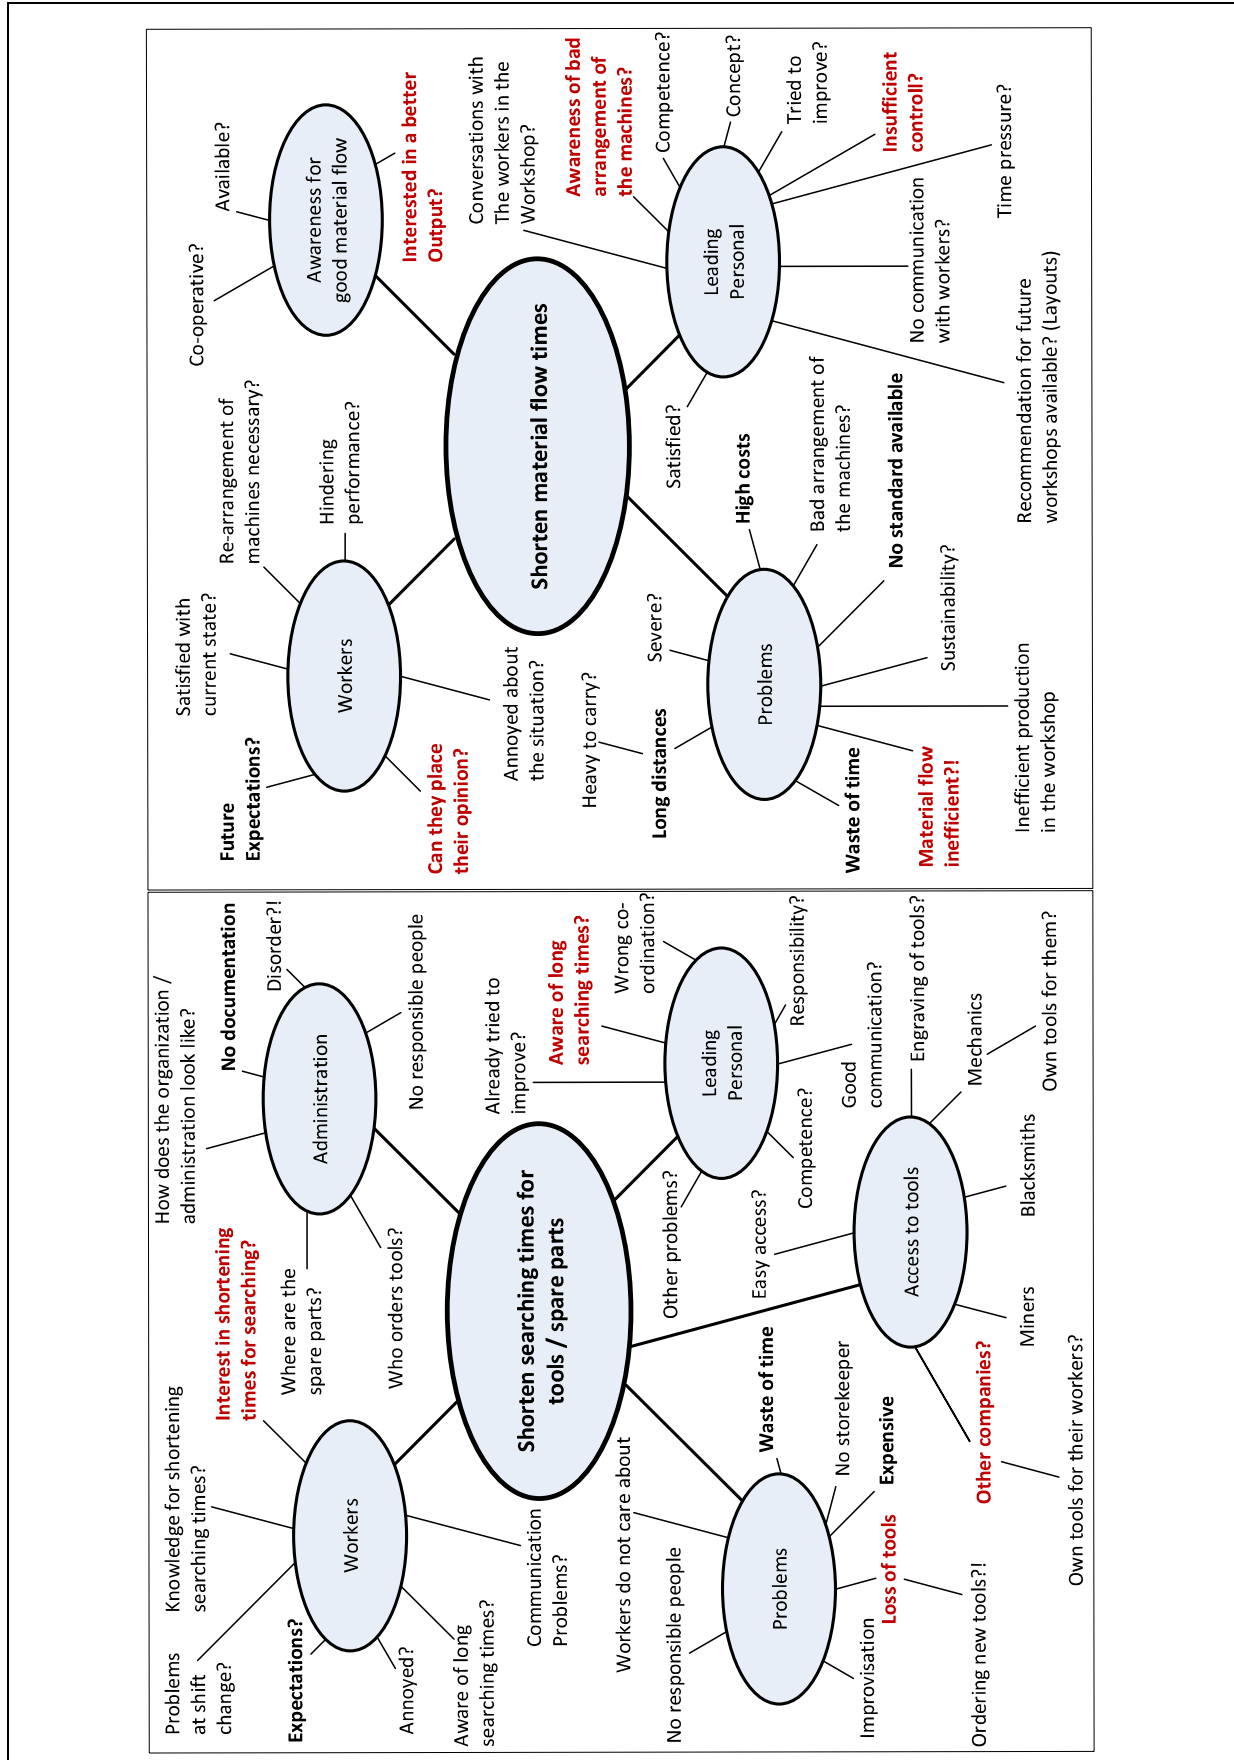 Problems
at shift
change?
Knowledge for shortening
searching times?
Interest in shortening
times for searching?
Expectations?
Annoyed?
Aware of long
searching times?
Communication
Problems?
Workers
How does the organization /
administration look like?
No documentation
Disorder?!
No responsible people
Administration
Where are the
spare parts?
Who orders tools?
Shorten searching times for
tools / spare parts
Already tried to
improve?
Aware of long
searching times?
Wrong co-
ordination?
Responsibility?
Good
communication?
Competence?
Other problems?
Leading
Personal
Workers do not care about
No responsible people
Improvisation
Loss of tools
Ordering new tools?!
Expensive
No storekeeper
Waste of time
Problems
Easy access?
Access to tools
Engraving of tools?
Mechanics
Own tools for them?
Blacksmiths
Miners
Other companies?
Own tools for their workers?
Future
Expectations?
Satisfied with
current state?
Re-arrangement of
machines necessary?
Hindering
performance?
Can they place
their opinion?
Annoyed about
the situation?
Workers
Co-operative?
Available?
Awareness for
good material flow
Interested in a better
Output?
Shorten material flow times
Conversations with
The workers in the
Workshop?
Awareness of bad
arrangement of
the machines?
Competence?
Concept?
Tried to
improve?
Insufficient
controll?
Time pressure?
No communication
with workers?
Recommendation for future
workshops available? (Layouts)
Satisfied?
Leading
Personal
Heavy to carry?
Long distances
Severe?
High costs
Bad arrangement of
the machines?
No standard available
Sustainability?
Inefficient production
in the workshop
Material flow
inefficient?!
Waste of time
Problems